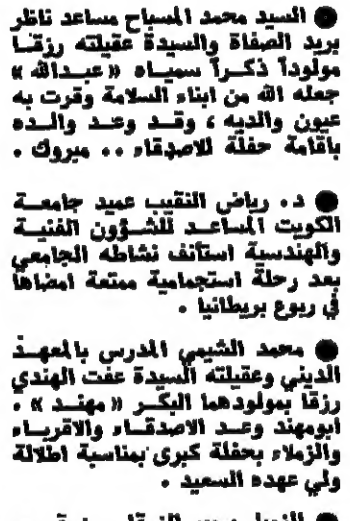 ● السيد محمد المسباح مساعد ناظر
بريد الصفاة والسيدة عقيلته رزقا
مولوداً ذكراً سمياه «عبدالله»
جعله الله من ابناء السلامة وقرت به
عيون والديه ، وقد وعد والده
باقامة حفلة للاصدقاء .. مبروك .
● د. رياض النقيب عميد جامعة
الكويت المساعد للشؤون الفنية
والهندسية استأنف نشاطه الجامعي
بعد رحلة استجمامية ممتعة امضاها
في ربوع بريطانيا .
● محمد الشيمي المدرس بالمعهد
الديني وعقيلته السيدة عفت الهندي
رزقا بمولودهما البكر «مهند» .
ابومهند وعد الاصدقاء والاقرباء
والزملاء بحفلة كبرى بمناسبة اطلالة
ولي عهده السعيد .